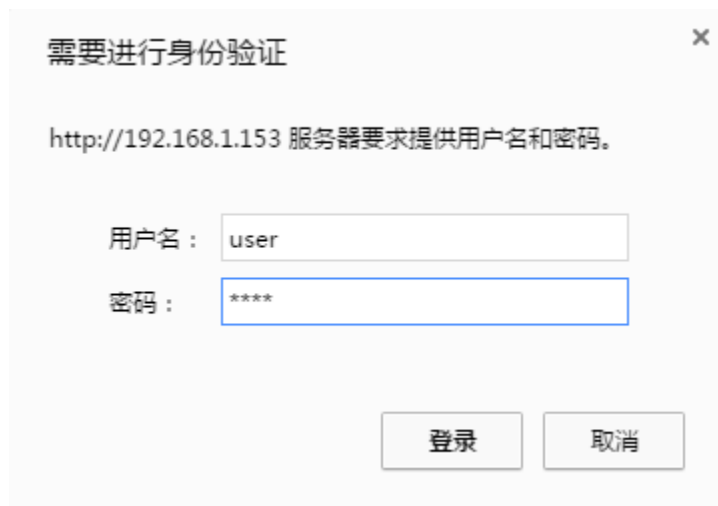 需要进行身份验证
http://192.168.1.153 服务器要求提供用户名和密码。
用户名： user
密码： ****
登录 取消